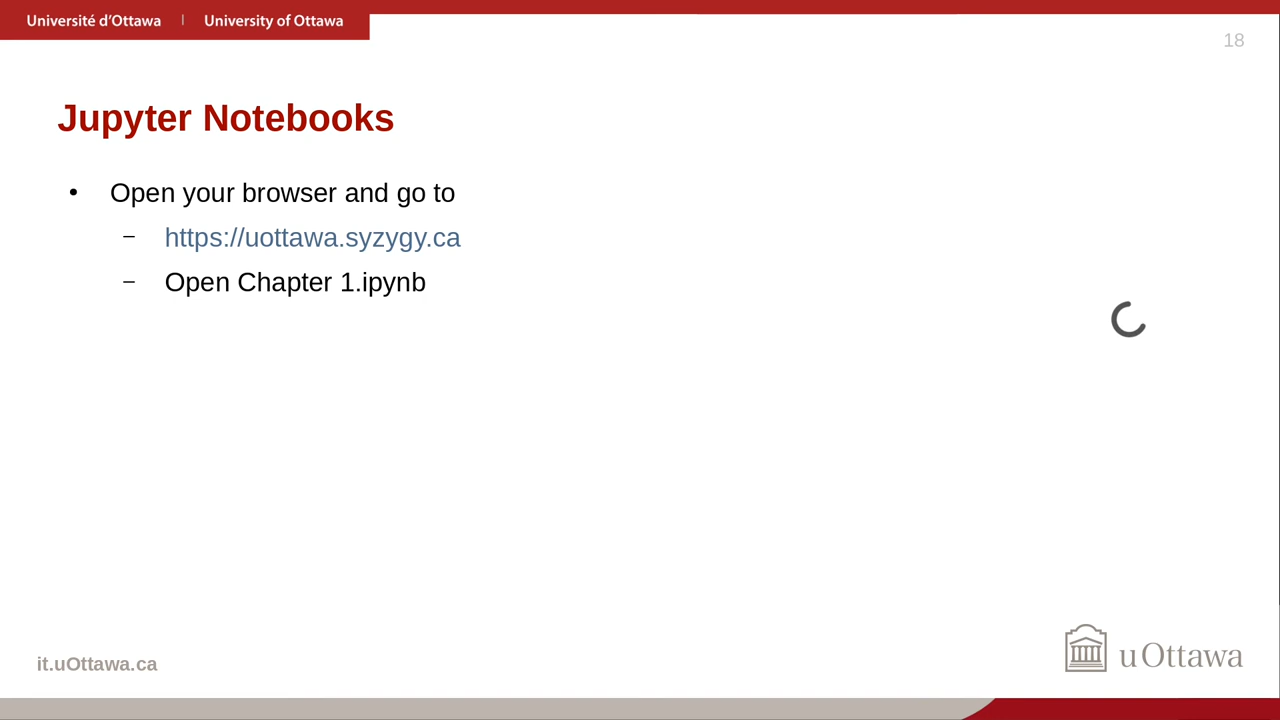 Université d'Ottawa | University of Ottawa
18
Jupyter Notebooks
• Open your browser and go to
– https://uottawa.syzygy.ca
– Open Chapter 1.ipynb
it.uOttawa.ca
uOttawa